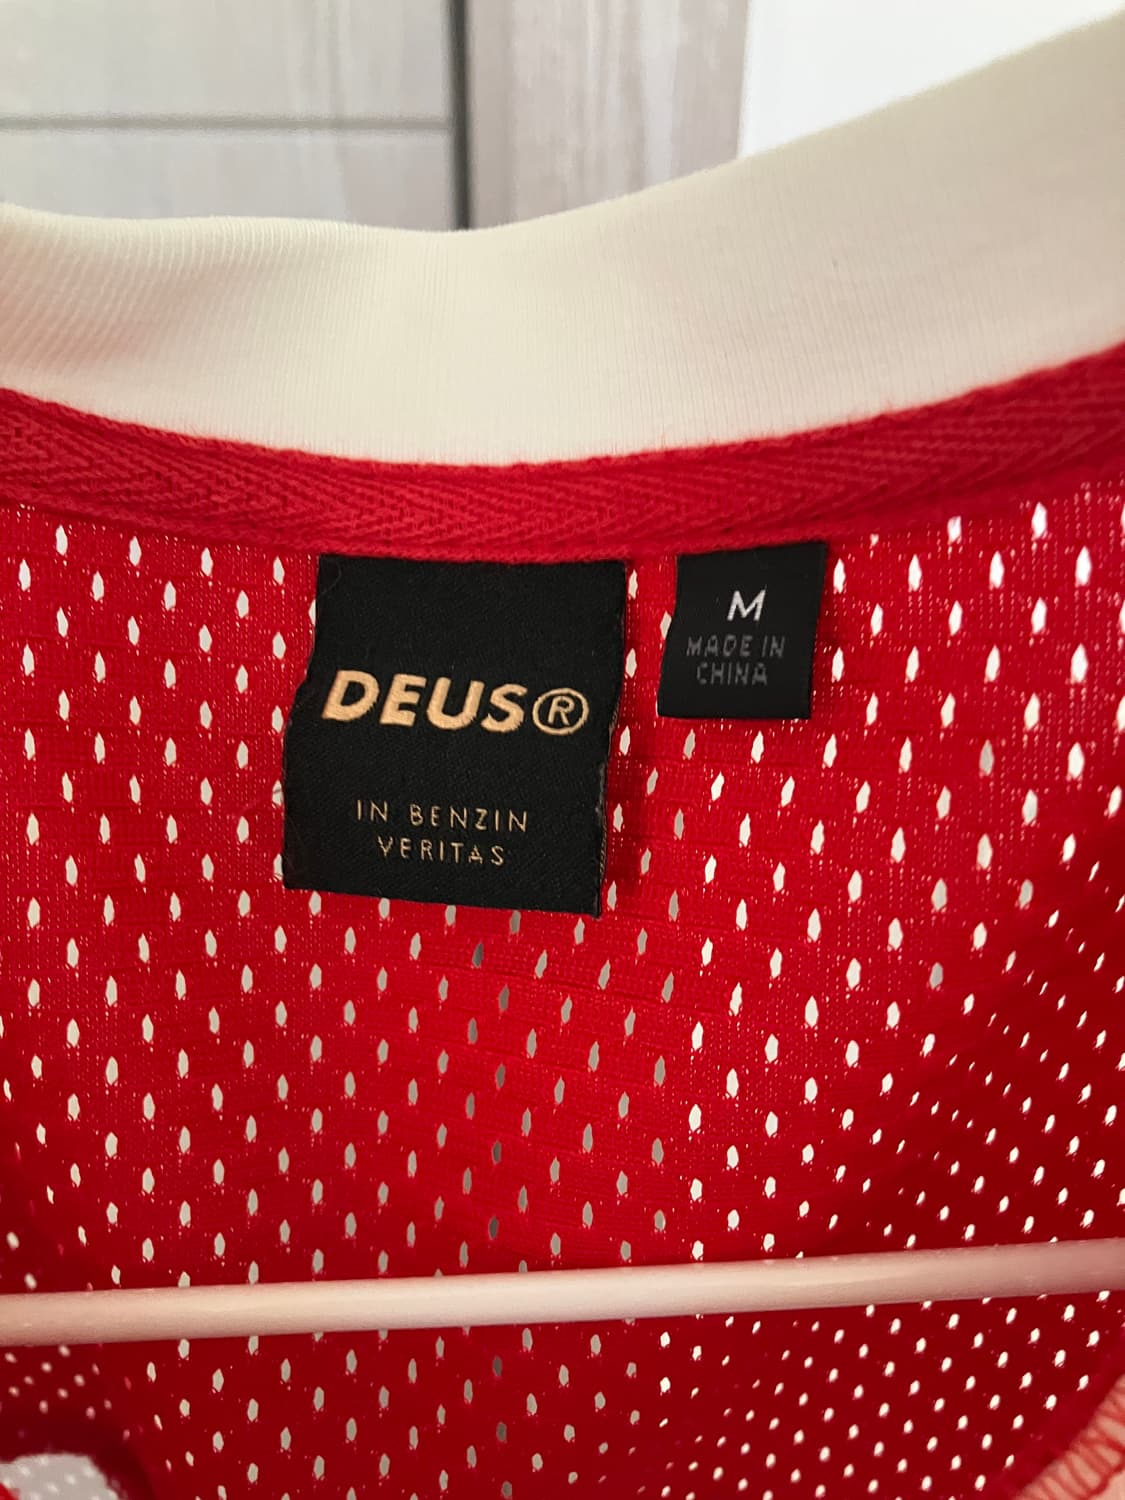 DEUS®
IN BENZIN
VERITAS
M
MADE IN
CHINA